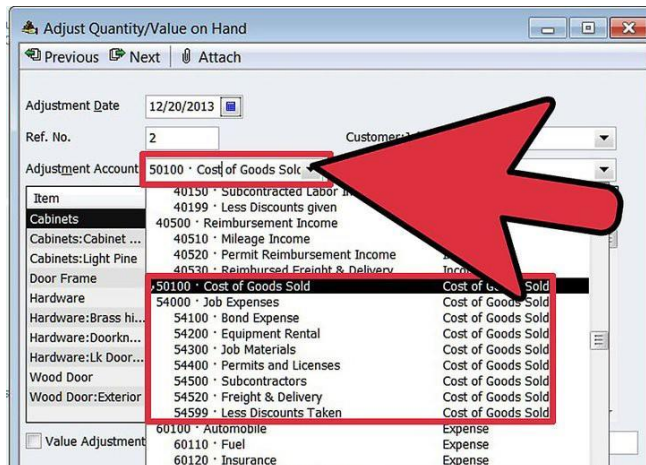 Adjust Quantity/Value on Hand
Previous Next Attach
Adjustment Date 12/20/2013
Ref. No. 2
Adjustment Account 50100 · Cost of Goods Sold
Item
Cabinets
Cabinets:Cabinet ...
Cabinets:Light Pine
Door Frame
Hardware
Hardware:Brass hi...
Hardware:Doorkn...
Hardware:Lk Door...
Wood Door
Wood Door:Exterior
Value Adjustment
40150 · Subcontracted Labor
40199 · Less Discounts given
40500 · Reimbursement Income
40510 · Mileage Income
40520 · Permit Reimbursement Income
40530 · Reimbursed Freight & Delivery
50100 · Cost of Goods Sold Cost of Goods Sold
54000 · Job Expenses Cost of Goods Sold
54100 · Bond Expense Cost of Goods Sold
54200 · Equipment Rental Cost of Goods Sold
54300 · Job Materials Cost of Goods Sold
54400 · Permits and Licenses Cost of Goods Sold
54500 · Subcontractors Cost of Goods Sold
54520 · Freight & Delivery Cost of Goods Sold
54599 · Less Discounts Taken Cost of Goods Sold
60100 · Automobile Expense
60110 · Fuel Expense
60120 · Insurance Expense